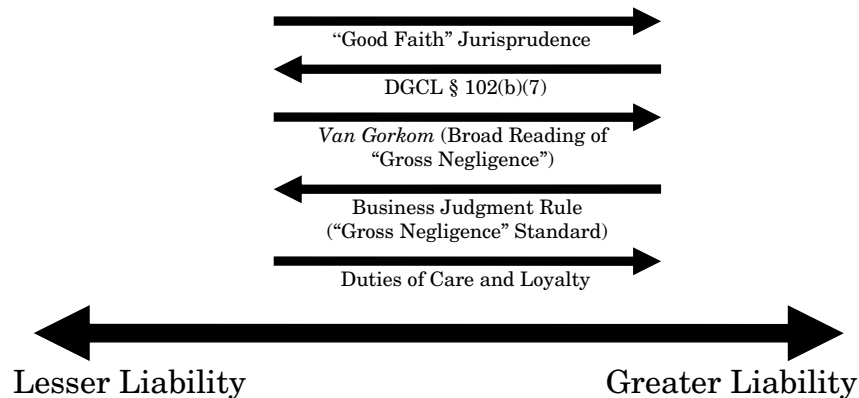 “Good Faith” Jurisprudence
DGCL § 102(b)(7)
Van Gorkom (Broad Reading of
“Gross Negligence”)
Business Judgment Rule
(“Gross Negligence” Standard)
Duties of Care and Loyalty
Lesser Liability
Greater Liability